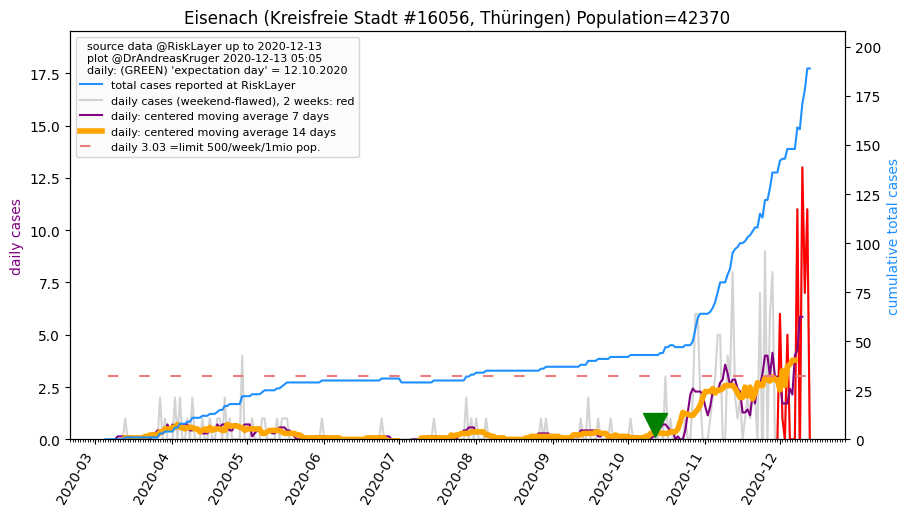 Eisenach (Kreisfreie Stadt #16056, Thüringen) Population=42370
source data @RiskLayer up to 2020-12-13
plot @DrAndreasKruger 2020-12-13 05:05
daily: (GREEN) 'expectation day' = 12.10.2020
total cases reported at RiskLayer
daily cases (weekend-flawed), 2 weeks: red
daily: centered moving average 7 days
daily: centered moving average 14 days
daily 3.03 =limit 500/week/1mio pop.
daily cases
17.5
15.0
12.5
10.0
7.5
5.0
2.5
0.0
cumulative total cases
200
175
150
125
100
75
50
25
0
2020-03
2020-04
2020-05
2020-06
2020-07
2020-08
2020-09
2020-10
2020-11
2020-12